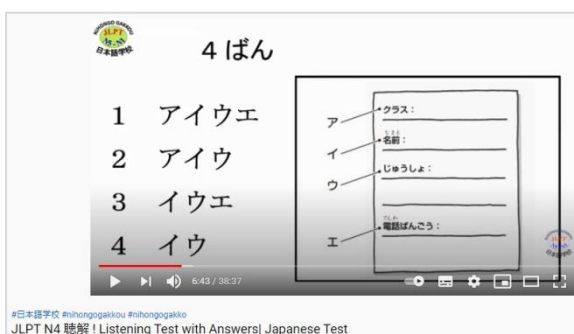 NIHONGO GAKKOU
JLPT
N5-N1
日本語学校
4ばん
1 アイウエ
2 アイウ
3 イウエ
4 イウ
ア
イ
ウ
エ
クラス：
なまえ
名前：
じゅうしょ：
でんわ
電話ばんごう：
6:43 / 38:37
#日本語学校 #nihongogakkou #nihongogakko
JLPT N4 聴解 ! Listening Test with Answers| Japanese Test